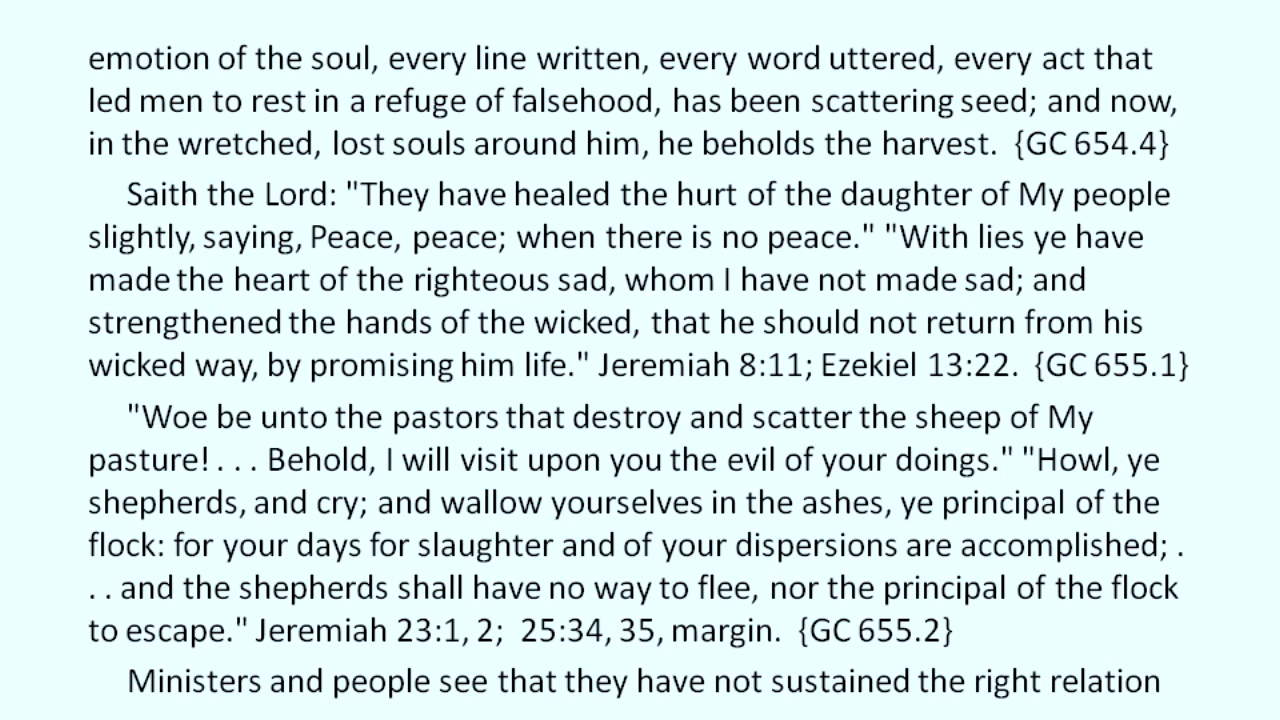 emotion of the soul, every line written, every word uttered, every act that
led men to rest in a refuge of falsehood, has been scattering seed; and now,
in the wretched, lost souls around him, he beholds the harvest.  {GC 654.4}
Saith the Lord: "They have healed the hurt of the daughter of My people
slightly, saying, Peace, peace; when there is no peace." "With lies ye have
made the heart of the righteous sad, whom I have not made sad; and
strengthened the hands of the wicked, that he should not return from his
wicked way, by promising him life." Jeremiah 8:11; Ezekiel 13:22.  {GC 655.1}
"Woe be unto the pastors that destroy and scatter the sheep of My
pasture! . . . Behold, I will visit upon you the evil of your doings." "Howl, ye
shepherds, and cry; and wallow yourselves in the ashes, ye principal of the
flock: for your days for slaughter and of your dispersions are accomplished; .
. . and the shepherds shall have no way to flee, nor the principal of the flock
to escape." Jeremiah 23:1, 2;  25:34, 35, margin.  {GC 655.2}
Ministers and people see that they have not sustained the right relation